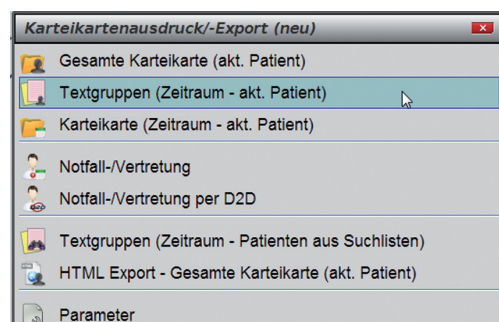 Karteikartenausdruck/-Export (neu)
Gesamte Karteikarte (akt. Patient)
Textgruppen (Zeitraum - akt. Patient)
Karteikarte (Zeitraum - akt. Patient)
Notfall-/Vertretung
Notfall-/Vertretung per D2D
Textgruppen (Zeitraum - Patienten aus Suchlisten)
HTML Export - Gesamte Karteikarte (akt. Patient)
Parameter